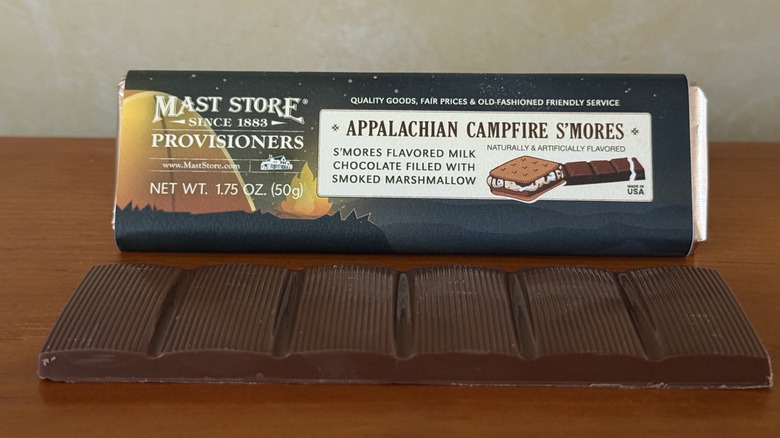 MAST STORE®
SINCE 1883
PROVISIONERS
www.MastStore.com
NET WT. 1.75 OZ. (50g)
QUALITY GOODS, FAIR PRICES & OLD-FASHIONED FRIENDLY SERVICE
APPALACHIAN CAMPFIRE S'MORES
NATURALLY & ARTIFICIALLY FLAVORED
S'MORES FLAVORED MILK
CHOCOLATE FILLED WITH
SMOKED MARSHMALLOW
MADE IN
USA